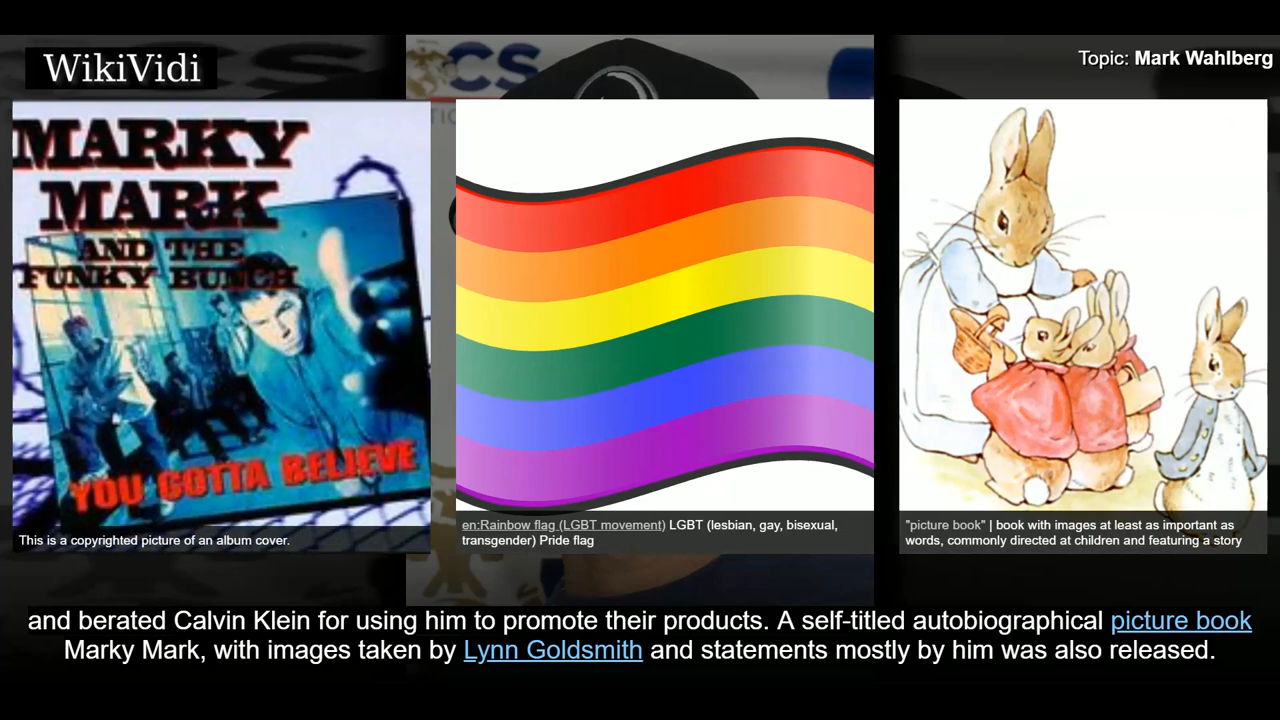 WikiVidi
CS
Topic: Mark Wahlberg
MARKY
MARK
AND THE
FUNKY BUNCH
YOU GOTTA BELIEVE
This is a copyrighted picture of an album cover.
en:Rainbow flag (LGBT movement) LGBT (lesbian, gay, bisexual,
transgender) Pride flag
"picture book" | book with images at least as important as
words, commonly directed at children and featuring a story
and berated Calvin Klein for using him to promote their products. A self-titled autobiographical picture book
Marky Mark, with images taken by Lynn Goldsmith and statements mostly by him was also released.